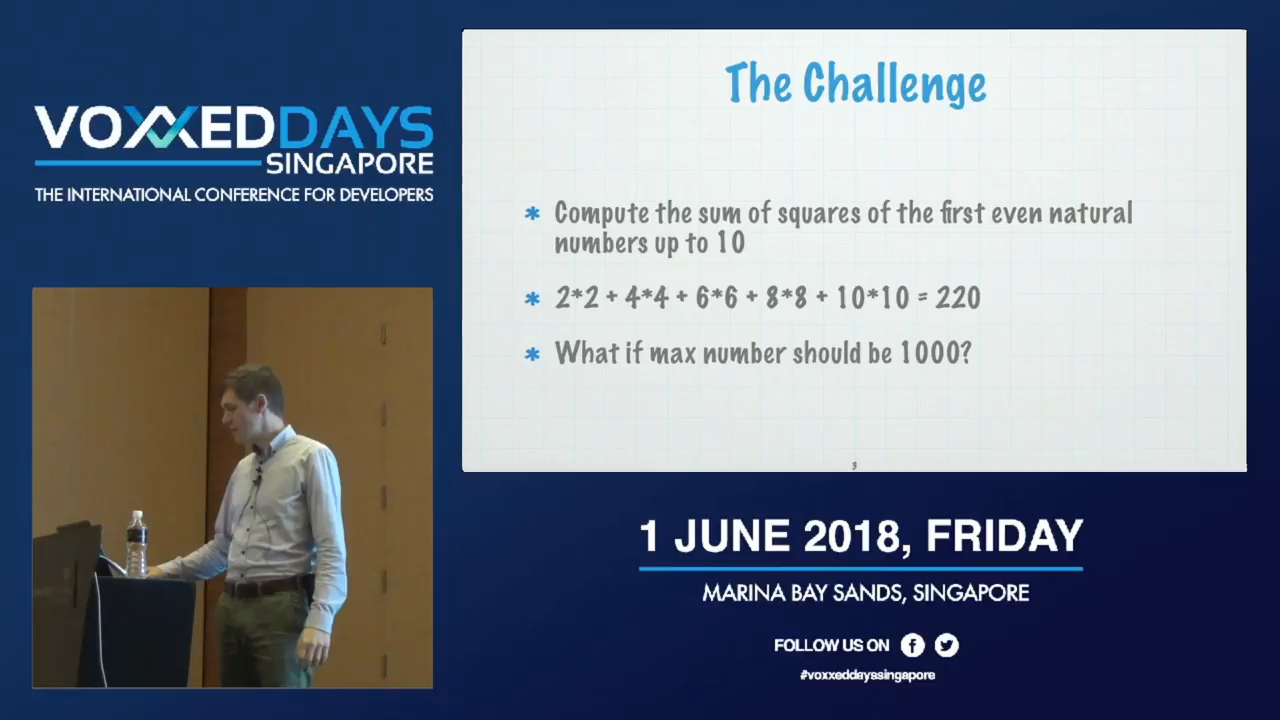 VOXXEDDAYS
SINGAPORE
THE INTERNATIONAL CONFERENCE FOR DEVELOPERS
The Challenge
* Compute the sum of squares of the first even natural
numbers up to 10
* 2*2 + 4*4 + 6*6 + 8*8 + 10*10 = 220
* What if max number should be 1000?
3
1 JUNE 2018, FRIDAY
MARINA BAY SANDS, SINGAPORE
FOLLOW US ON
#voxxeddayssingapore